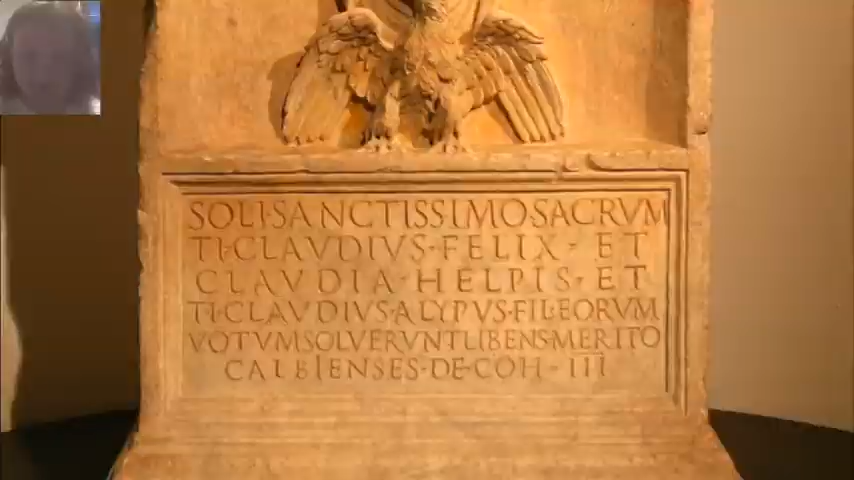 SOLI·SANCTISSIMO·SACRVM
TI·CLAVDIVS·FELIX·ET
CLAVDIA·HELPIS·ET
TI·CLAVDIVS·ALYPVS·FIL·EORVM
VOTVM·SOLVERVNT·LIBENS·MERITO
CALBIENSES·DE·COH·III